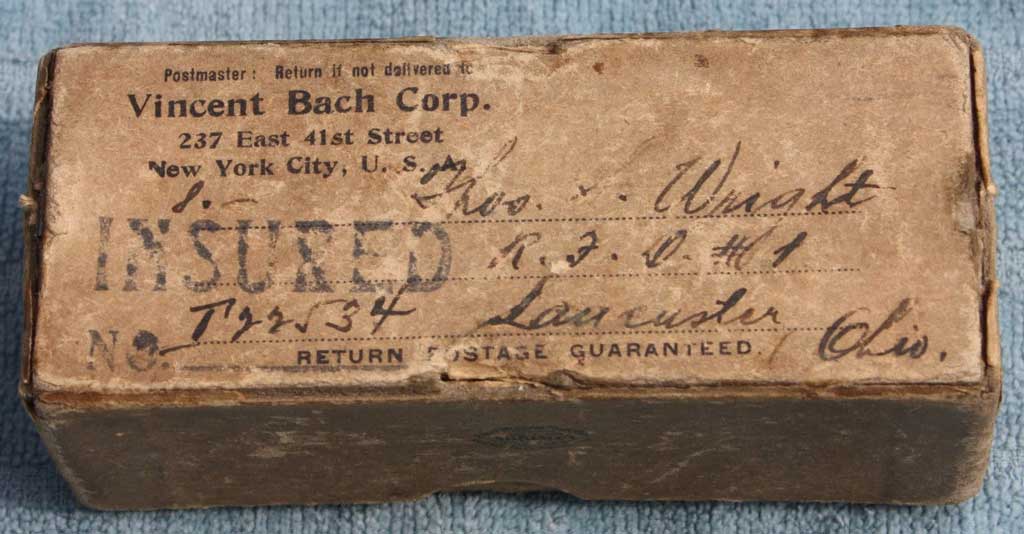 Postmaster: Return if not delivered to
Vincent Bach Corp.
237 East 41st Street
New York City, U. S. A.
Thos. Wright
INSURED R. F. D. #1
T22534 Lancaster Ohio.
NO. RETURN POSTAGE GUARANTEED.